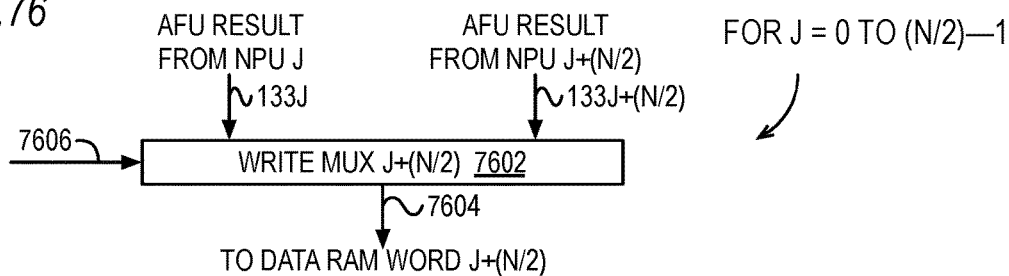 .76
AFU RESULT
FROM NPU J
AFU RESULT
FROM NPU J+(N/2)
FOR J = 0 TO (N/2)—1
133J
133J+(N/2)
7606
WRITE MUX J+(N/2) 7602
7604
TO DATA RAM WORD J+(N/2)